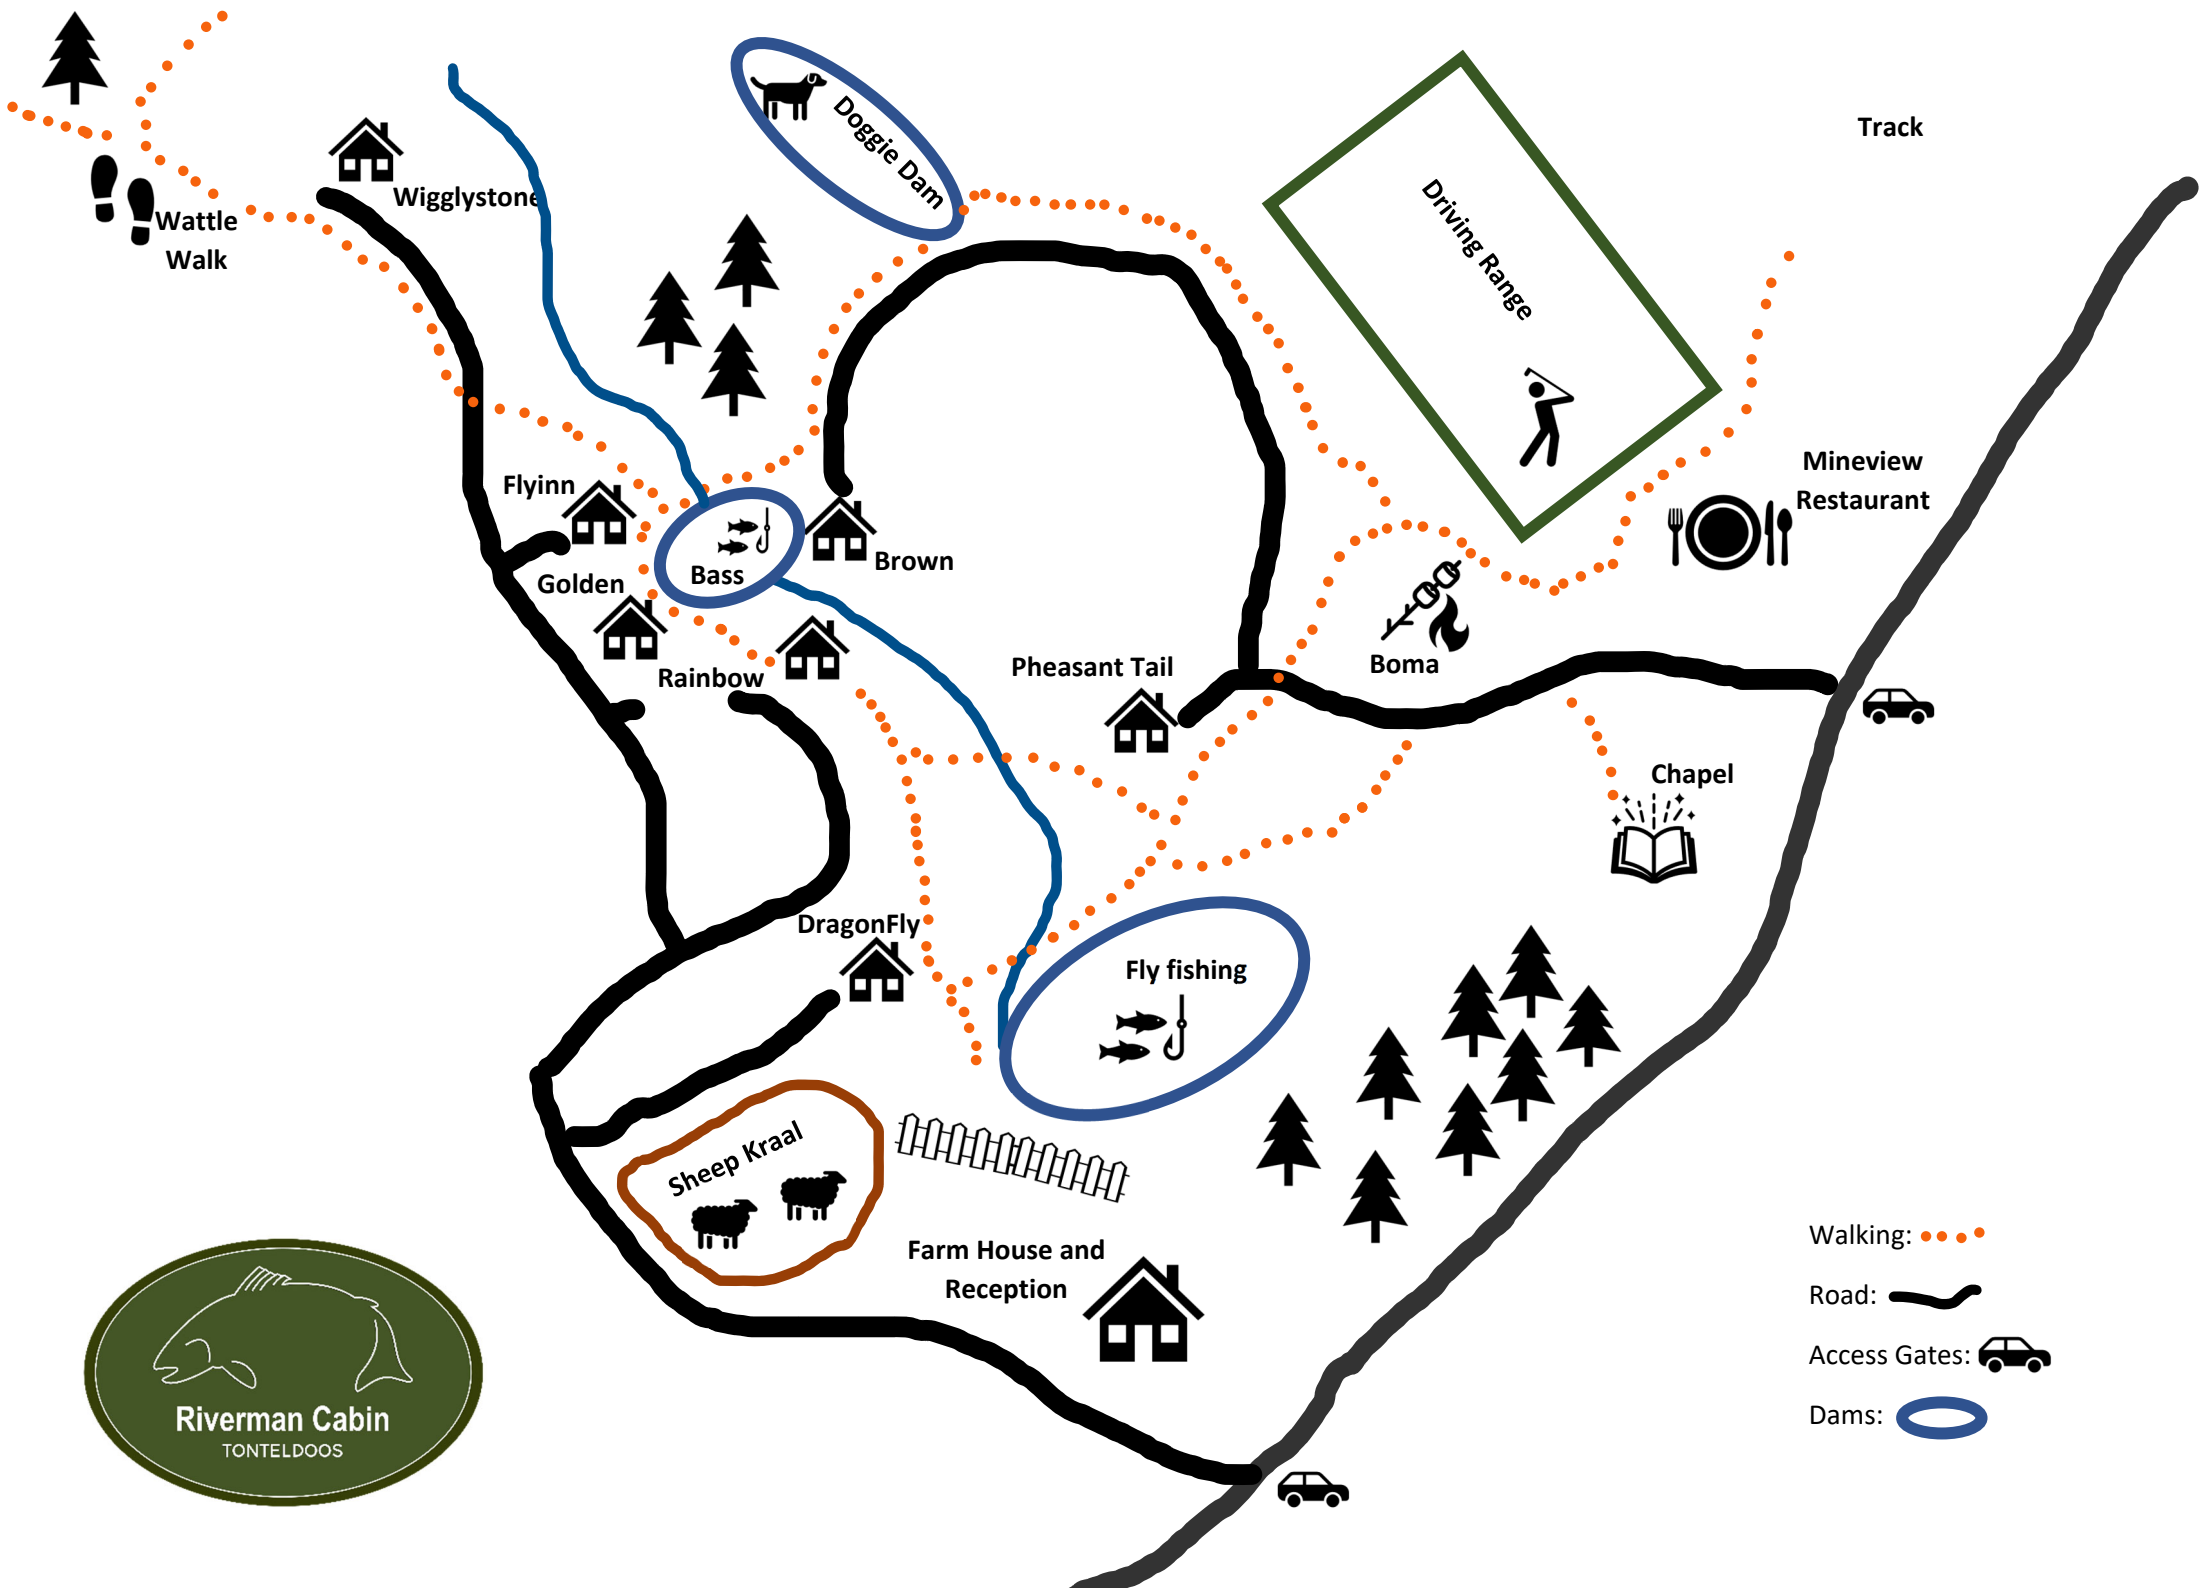 Track
Doggie Dam
Driving Range
Wigglystone
Wattle
Walk
Mineview
Restaurant
Flyinn
Brown
Bass
Golden
Pheasant Tail
Boma
Rainbow
Chapel
DragonFly
Fly fishing
Sheep Kraal
Farm House and
Reception
Walking:
Road:
Access Gates:
Dams:
Riverman Cabin
TONTELDOOS